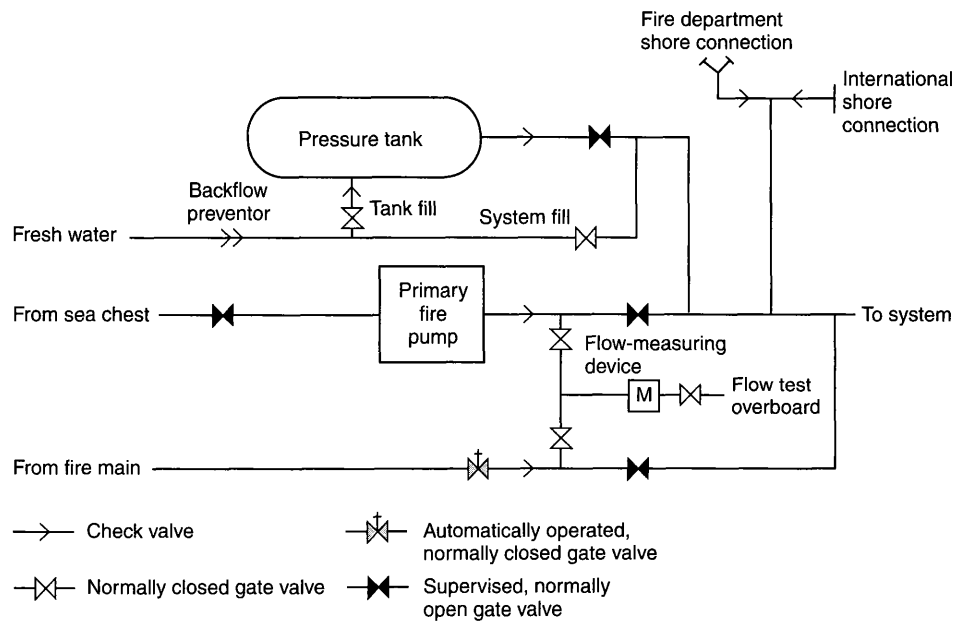 Fire department
shore connection
International
shore
connection
Pressure tank
Backflow
preventor
Tank fill
System fill
Fresh water
From sea chest
Primary
fire
pump
To system
Flow-measuring
device
M
Flow test
overboard
From fire main
Check valve
Automatically operated,
normally closed gate valve
Normally closed gate valve
Supervised, normally
open gate valve